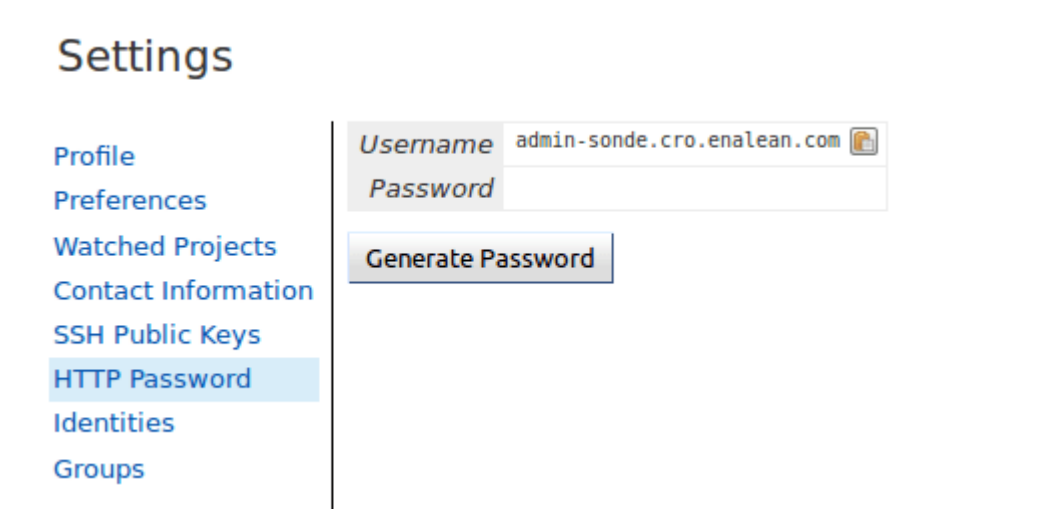 Settings
Profile
Preferences
Watched Projects
Contact Information
SSH Public Keys
HTTP Password
Identities
Groups
Username admin-sonde.cro.enalean.com
Password
Generate Password